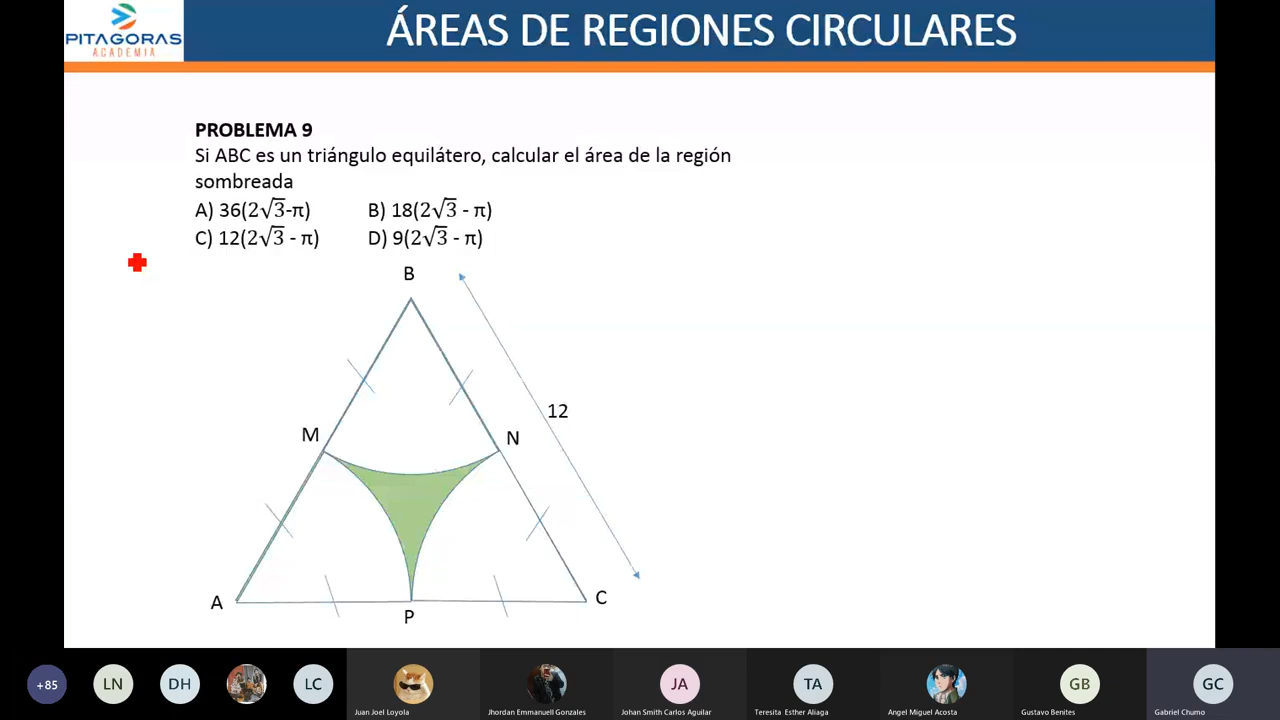 PITAGORAS
ACADEMIA
ÁREAS DE REGIONES CIRCULARES
PROBLEMA 9
Si ABC es un triángulo equilátero, calcular el área de la región
sombreada
A) 36(2√3-π) B) 18(2√3 - π)
C) 12(2√3 - π) D) 9(2√3 - π)
B
12
M
N
A
P
C
+85
LN
DH
LC
JA
TA
GB
GC
Juan Joel Loyola
Jhordan Emmanuell Gonzales
Johan Smith Carlos Aguilar
Teresita Esther Aliaga
Angel Miguel Acosta
Gustavo Benites
Gabriel Chumo